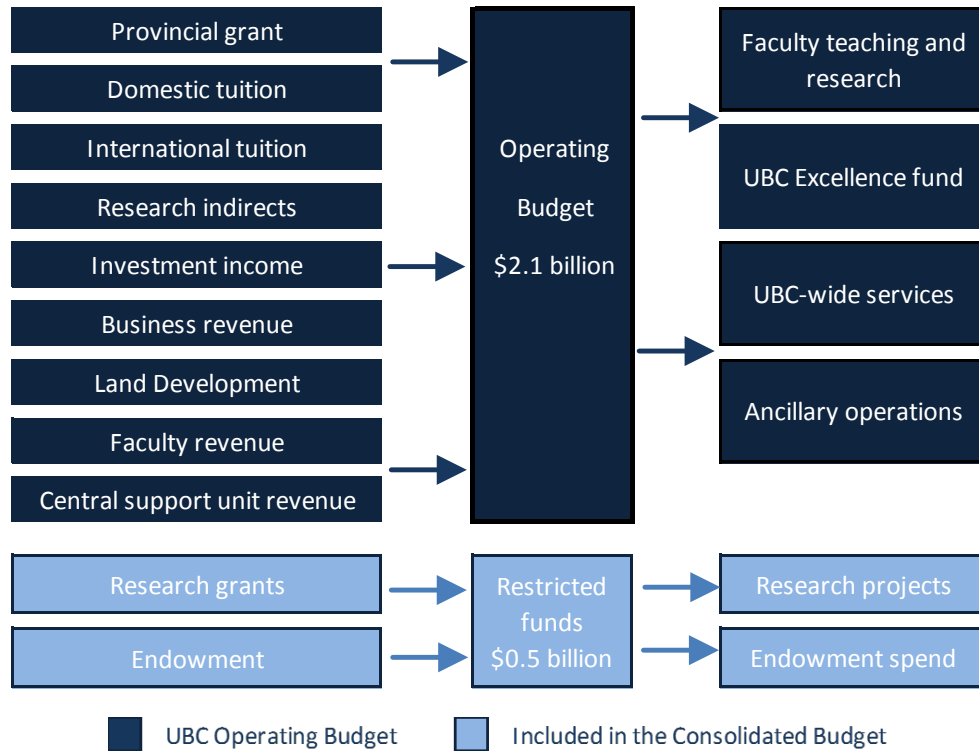 Provincial grant
Domestic tuition
International tuition
Research indirects
Investment income
Business revenue
Land Development
Faculty revenue
Central support unit revenue
Operating
Budget
$2.1 billion
Faculty teaching and
research
UBC Excellence fund
UBC-wide services
Ancillary operations
Research grants
Endowment
Restricted
funds
$0.5 billion
Research projects
Endowment spend
UBC Operating Budget
Included in the Consolidated Budget